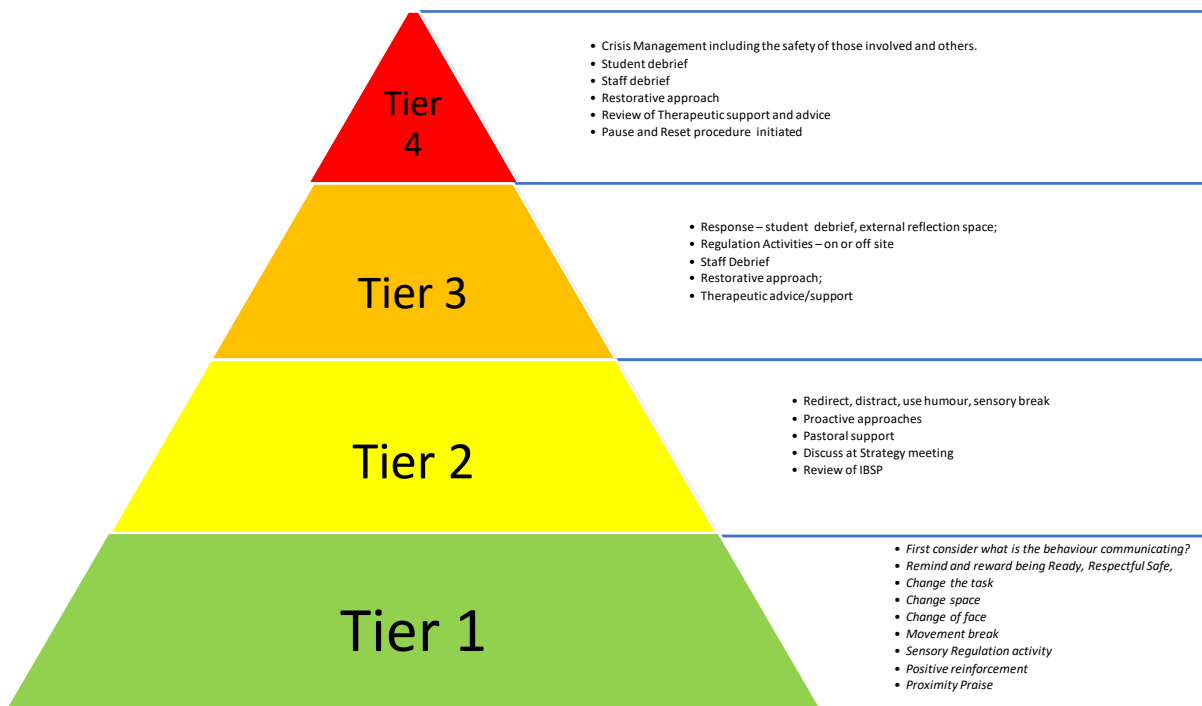 Tier
4
• Crisis Management including the safety of those involved and others.
• Student debrief
• Staff debrief
• Restorative approach
• Review of Therapeutic support and advice
• Pause and Reset procedure initiated
Tier 3
• Response – student debrief, external reflection space;
• Regulation Activities – on or off site
• Staff Debrief
• Restorative approach;
• Therapeutic advice/support
Tier 2
• Redirect, distract, use humour, sensory break
• Proactive approaches
• Pastoral support
• Discuss at Strategy meeting
• Review of IBSP
Tier 1
• First consider what is the behaviour communicating?
• Remind and reward being Ready, Respectful Safe,
• Change the task
• Change space
• Change of face
• Movement break
• Sensory Regulation activity
• Positive reinforcement
• Proximity Praise